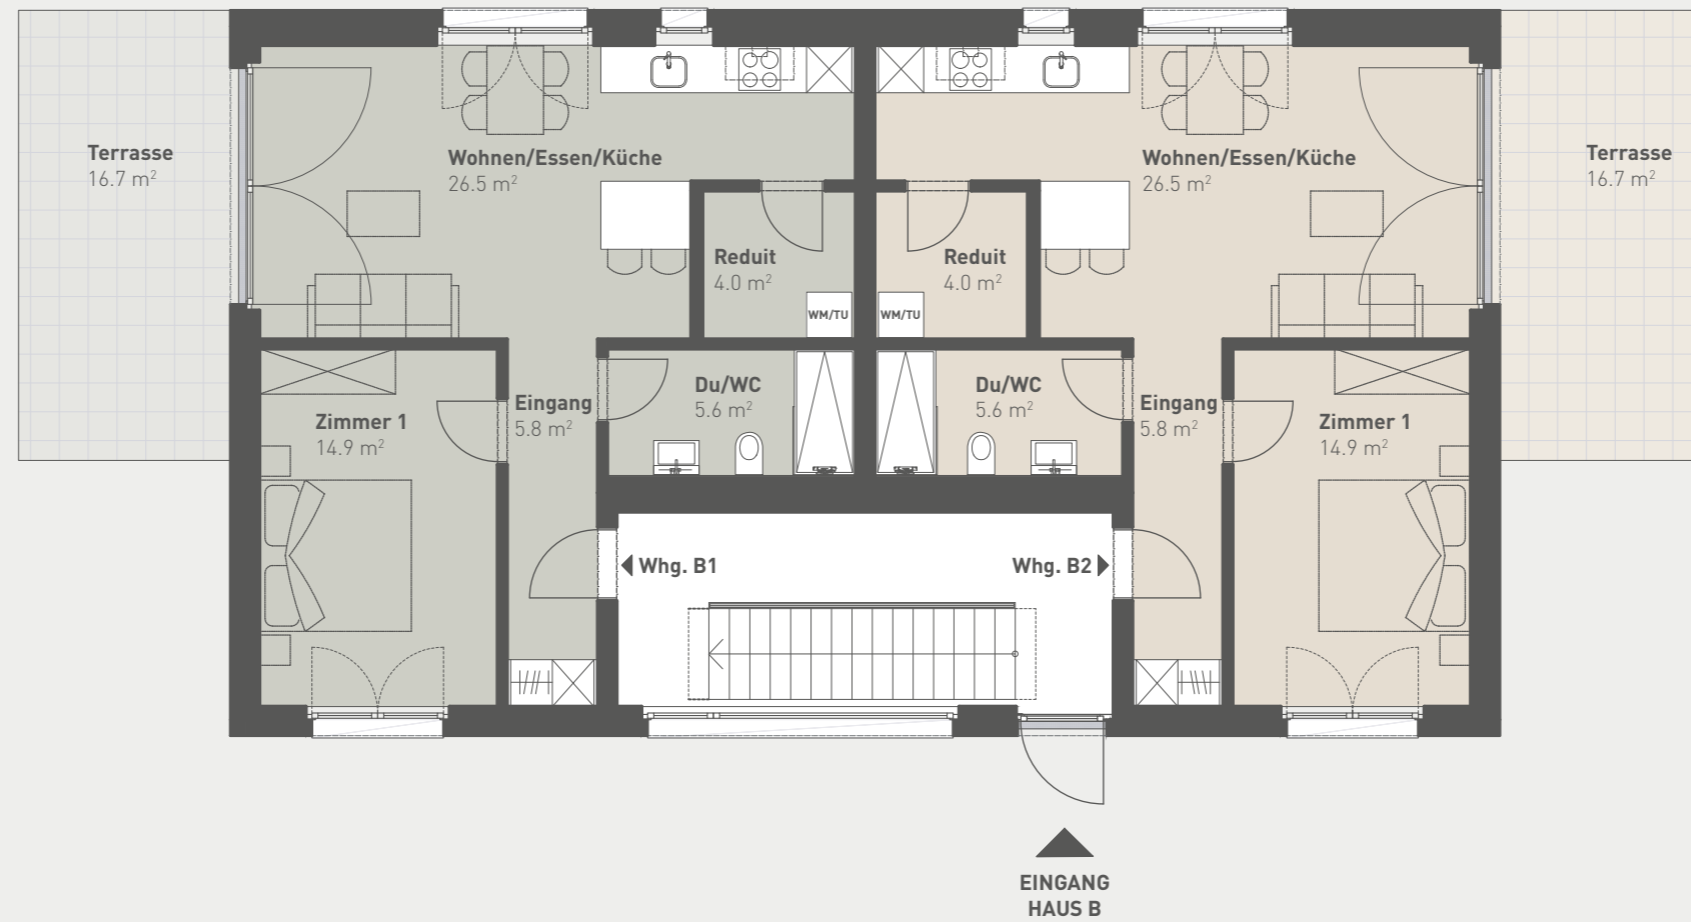 Terrasse
16.7 m²
Wohnen/Essen/Küche
26.5 m²
Wohnen/Essen/Küche
26.5 m²
Terrasse
16.7 m²
Reduit
4.0 m²
Reduit
4.0 m²
WM/TU
WM/TU
Zimmer 1
14.9 m²
Eingang
5.8 m²
Du/WC
5.6 m²
Du/WC
5.6 m²
Eingang
5.8 m²
Zimmer 1
14.9 m²
Whg. B1
Whg. B2
EINGANG
HAUS B